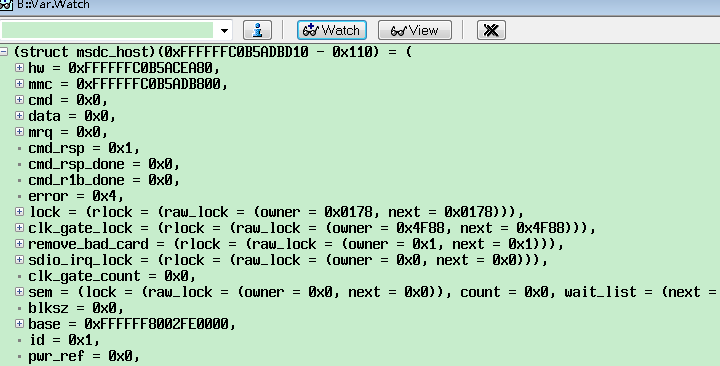 B::Var.Watch
i Watch View
(struct msdc_host)(0xFFFFFFC0B5ADBD10 - 0x110) = (
hw = 0xFFFFFFC0B5ACEA80,
mmc = 0xFFFFFFC0B5ADB800,
cmd = 0x0,
data = 0x0,
mrq = 0x0,
cmd_rsp = 0x1,
cmd_rsp_done = 0x0,
cmd_r1b_done = 0x0,
error = 0x4,
lock = (rlock = (raw_lock = (owner = 0x0178, next = 0x0178))),
clk_gate_lock = (rlock = (raw_lock = (owner = 0x4F88, next = 0x4F88))),
remove_bad_card = (rlock = (raw_lock = (owner = 0x1, next = 0x1))),
sdio_irq_lock = (rlock = (raw_lock = (owner = 0x0, next = 0x0))),
clk_gate_count = 0x0,
sem = (lock = (raw_lock = (owner = 0x0, next = 0x0)), count = 0x0, wait_list = (next =
blksz = 0x0,
base = 0xFFFFFF8002FE0000,
id = 0x1,
pwr_ref = 0x0,